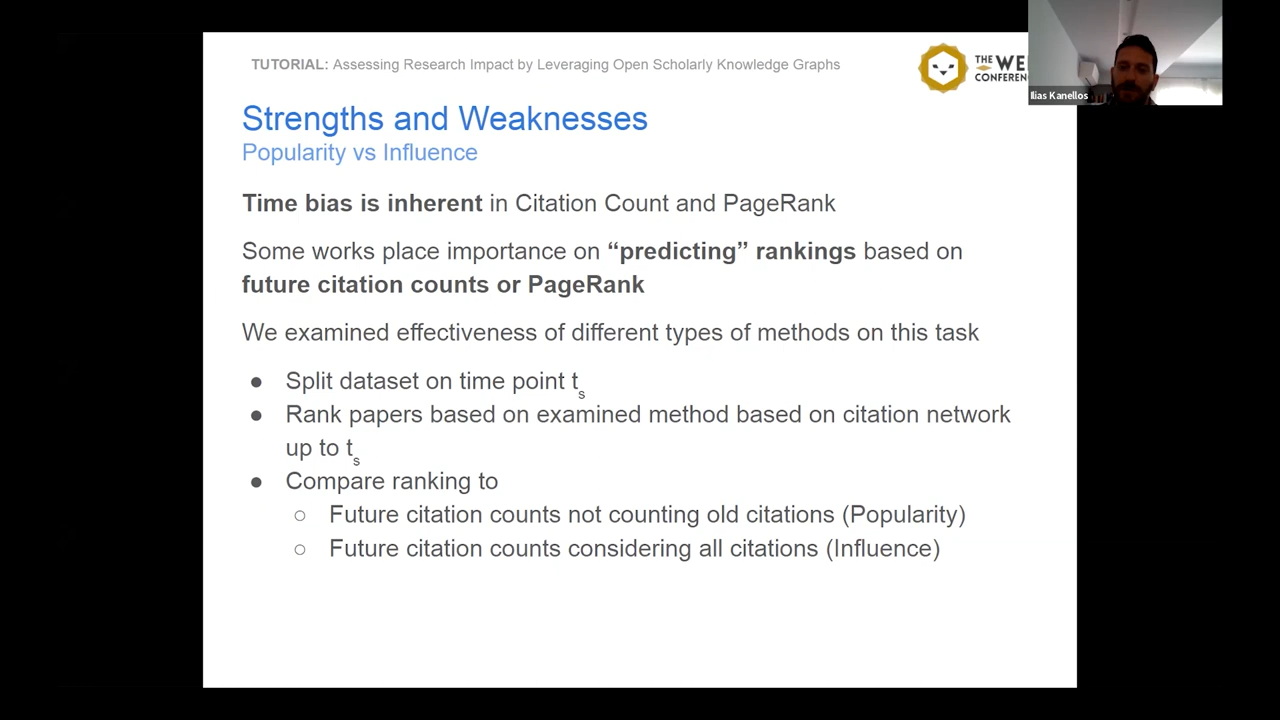 TUTORIAL: Assessing Research Impact by Leveraging Open Scholarly Knowledge Graphs
THE WE
CONFEREN
Ilias Kanellos
Strengths and Weaknesses
Popularity vs Influence
Time bias is inherent in Citation Count and PageRank
Some works place importance on “predicting” rankings based on
future citation counts or PageRank
We examined effectiveness of different types of methods on this task
● Split dataset on time point ts
● Rank papers based on examined method based on citation network
up to ts
● Compare ranking to
○ Future citation counts not counting old citations (Popularity)
○ Future citation counts considering all citations (Influence)